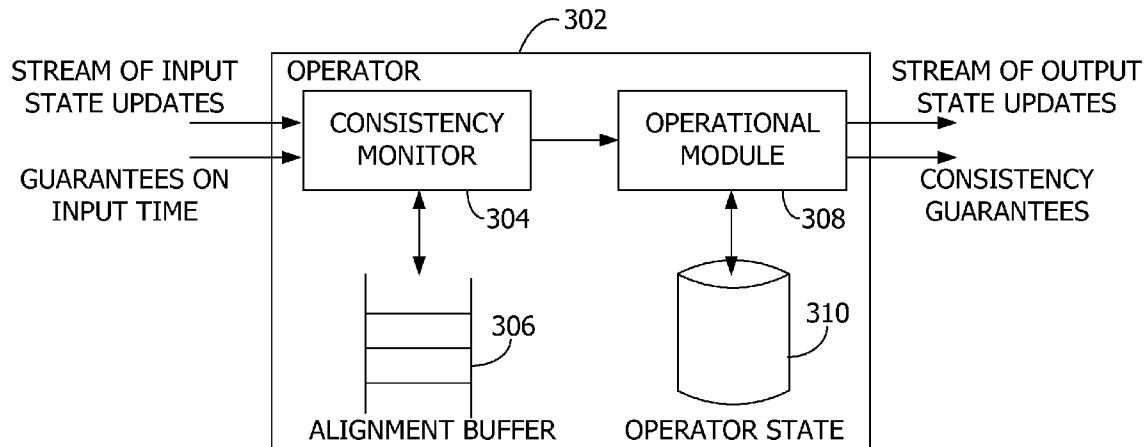 302
STREAM OF INPUT
STATE UPDATES
GUARANTEES ON
INPUT TIME
OPERATOR
CONSISTENCY
MONITOR
304
OPERATIONAL
MODULE
308
STREAM OF OUTPUT
STATE UPDATES
CONSISTENCY
GUARANTEES
306
ALIGNMENT BUFFER
310
OPERATOR STATE